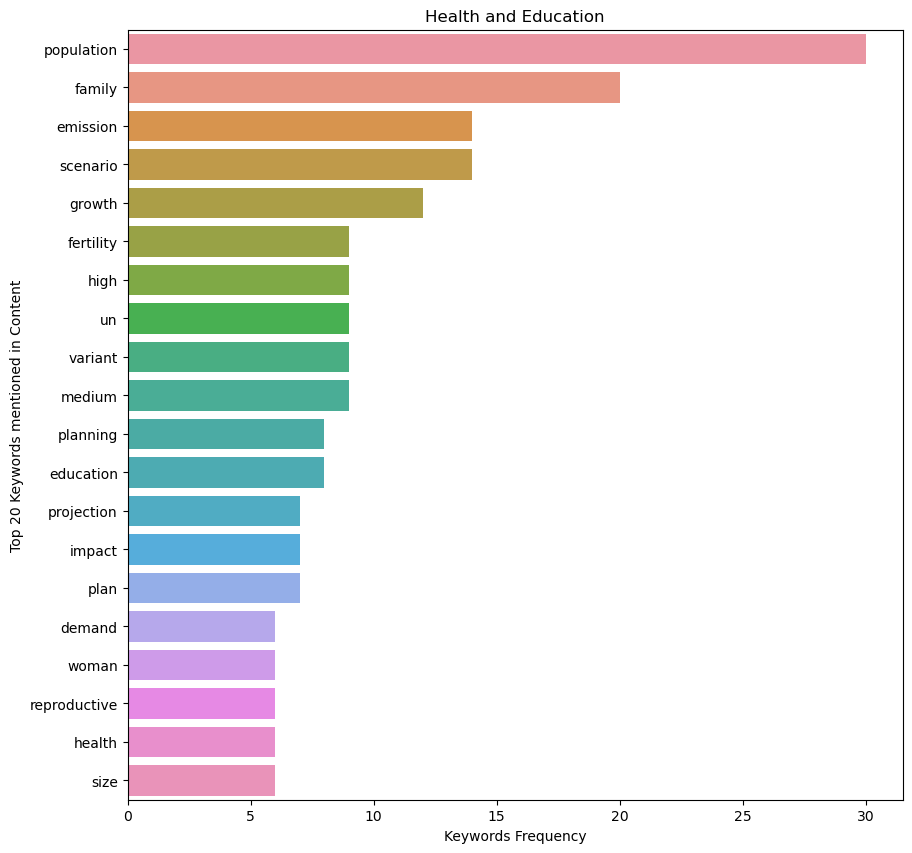 Health and Education
Top 20 Keywords mentioned in Content
population
family
emission
scenario
growth
fertility
high
un
variant
medium
planning
education
projection
impact
plan
demand
woman
reproductive
health
size
0 5 10 15 20 25 30
Keywords Frequency